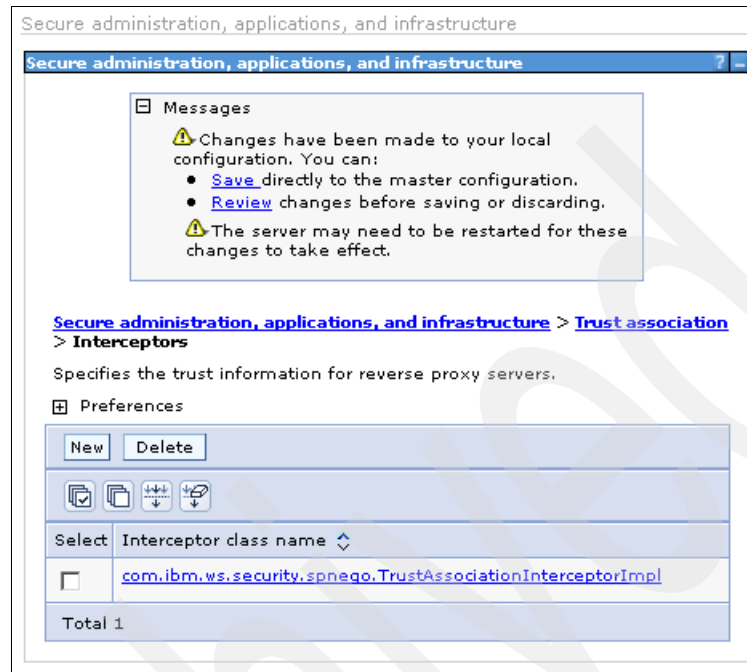 Secure administration, applications, and infrastructure
Secure administration, applications, and infrastructure ? –
Messages
Changes have been made to your local
configuration. You can:
• Save directly to the master configuration.
• Review changes before saving or discarding.
The server may need to be restarted for these
changes to take effect.
Secure administration, applications, and infrastructure > Trust association
> Interceptors
Specifies the trust information for reverse proxy servers.
Preferences
New Delete
Select Interceptor class name
com.ibm.ws.security.spnego.TrustAssociationInterceptorImpl
Total 1